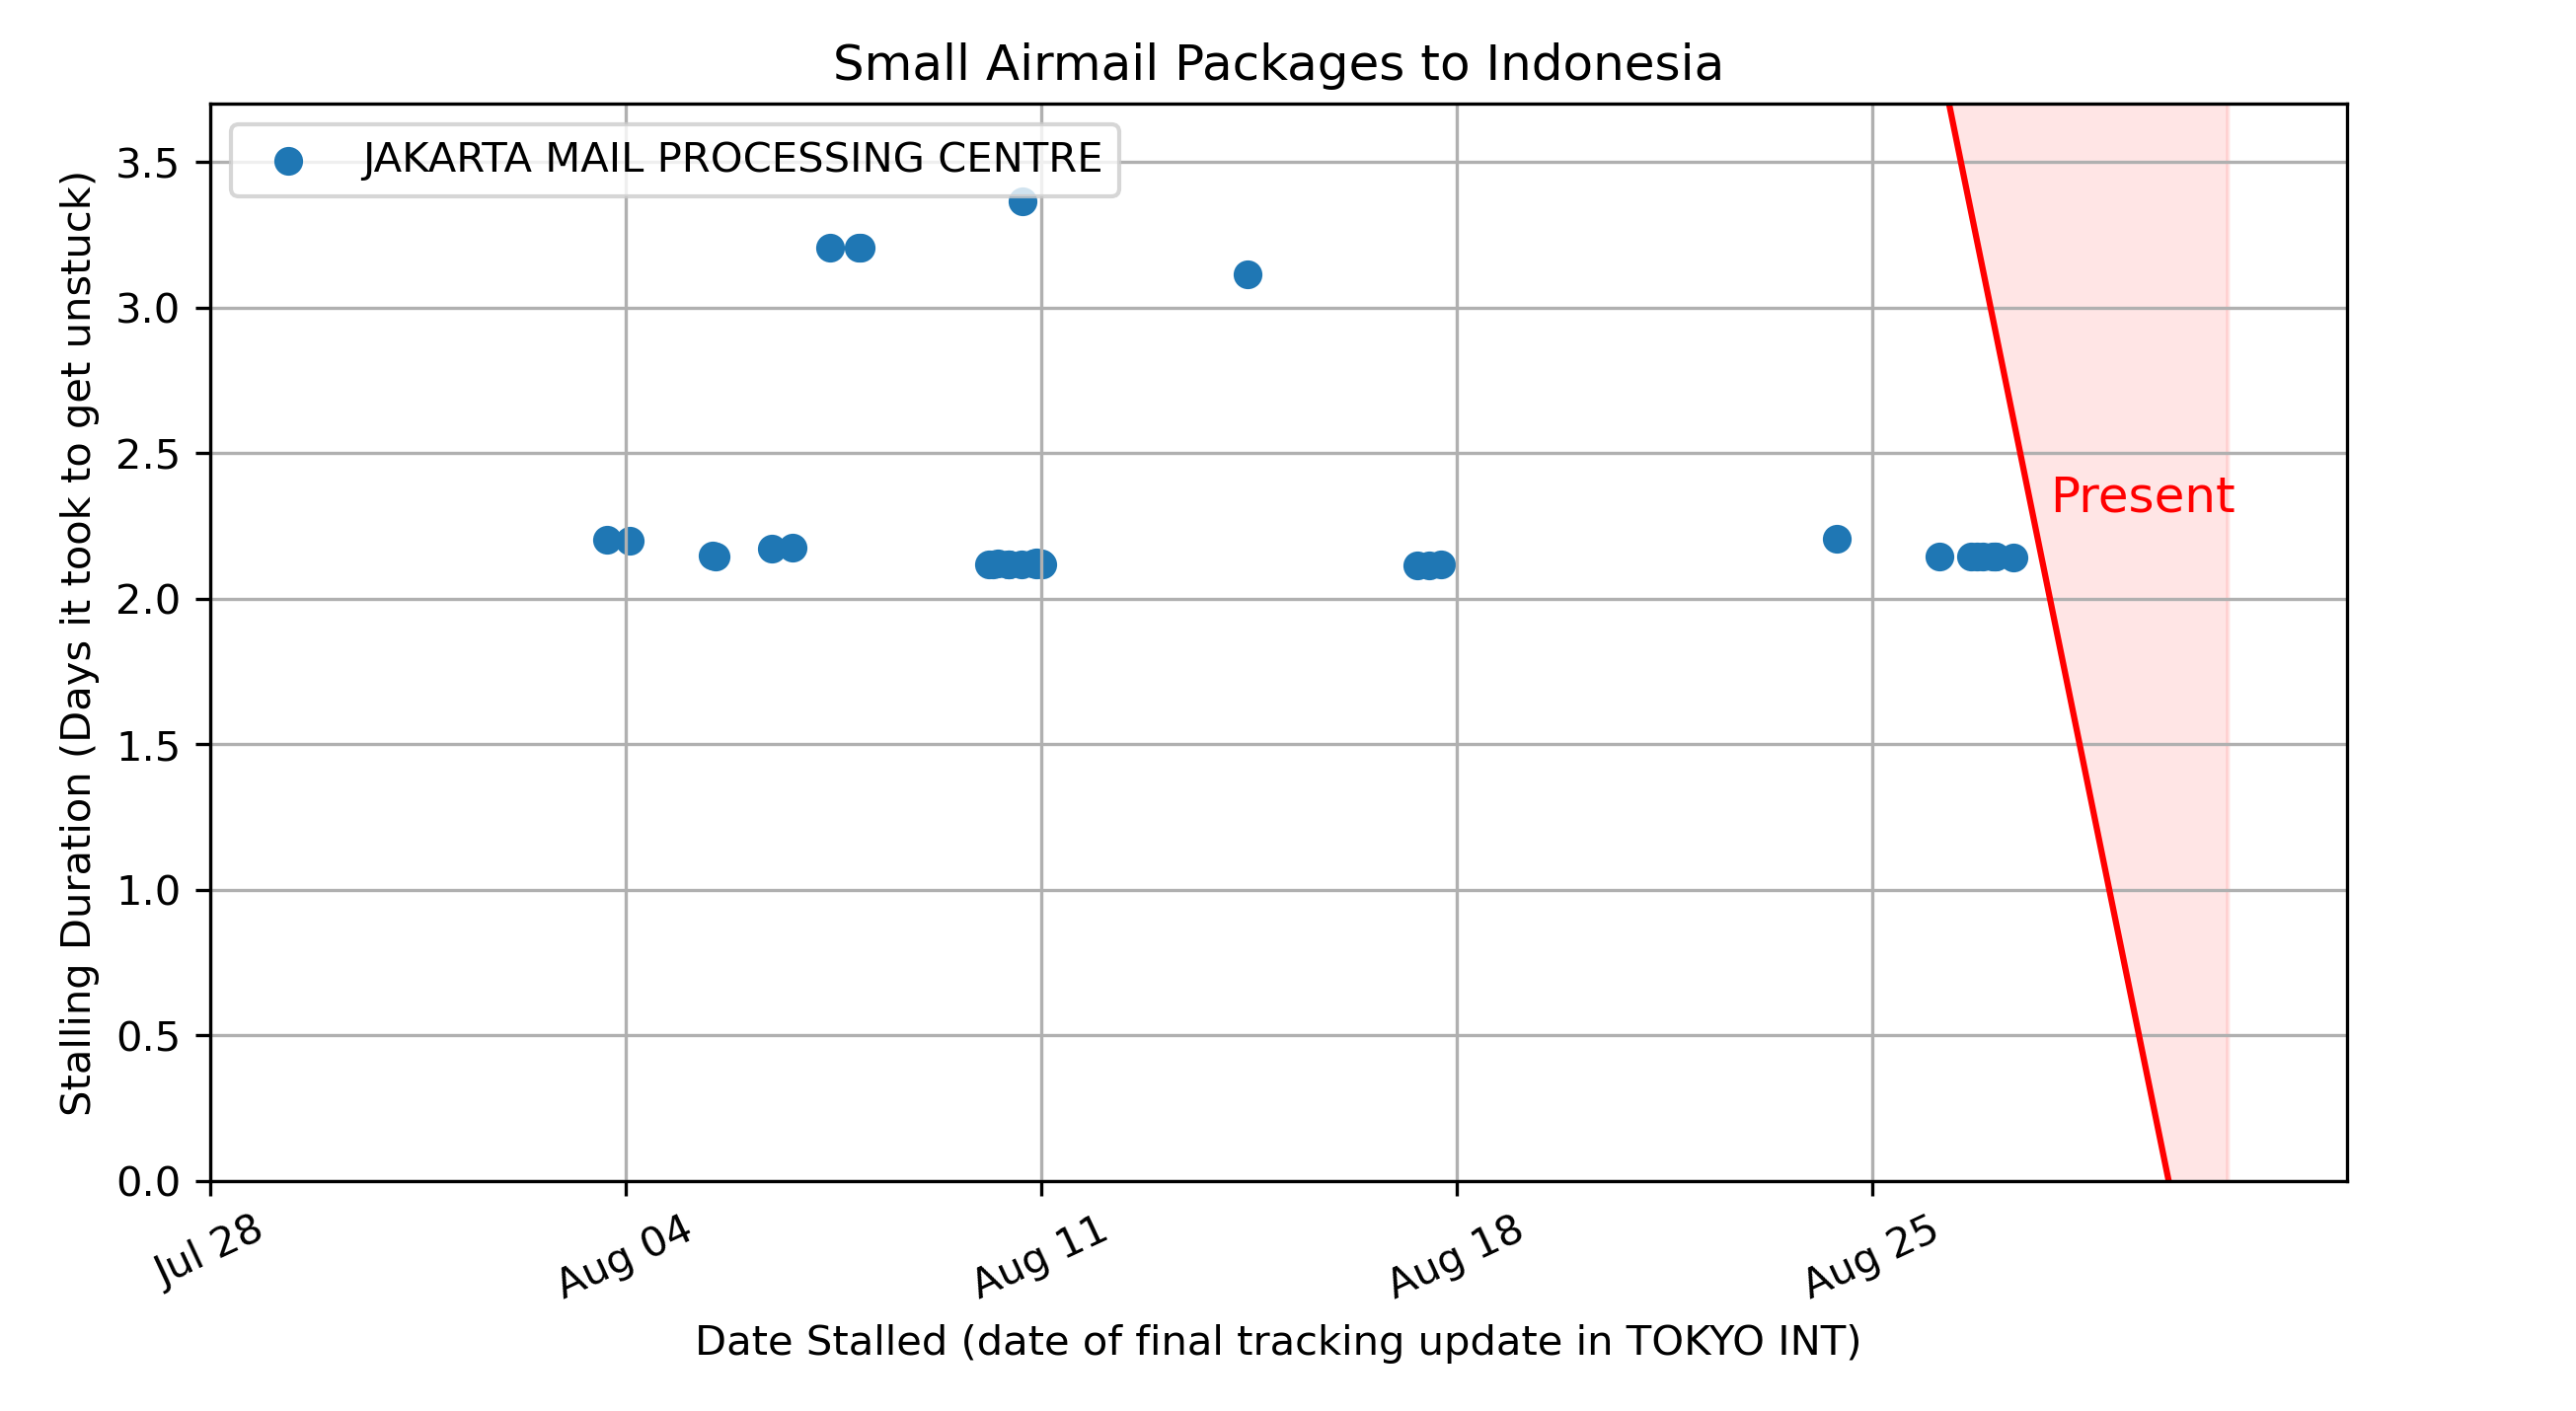 Small Airmail Packages to Indonesia
JAKARTA MAIL PROCESSING CENTRE
Stalling Duration (Days it took to get unstuck)
3.5
3.0
2.5
2.0
1.5
1.0
0.5
0.0
Present
Jul 28
Aug 04
Aug 11
Aug 18
Aug 25
Date Stalled (date of final tracking update in TOKYO INT)